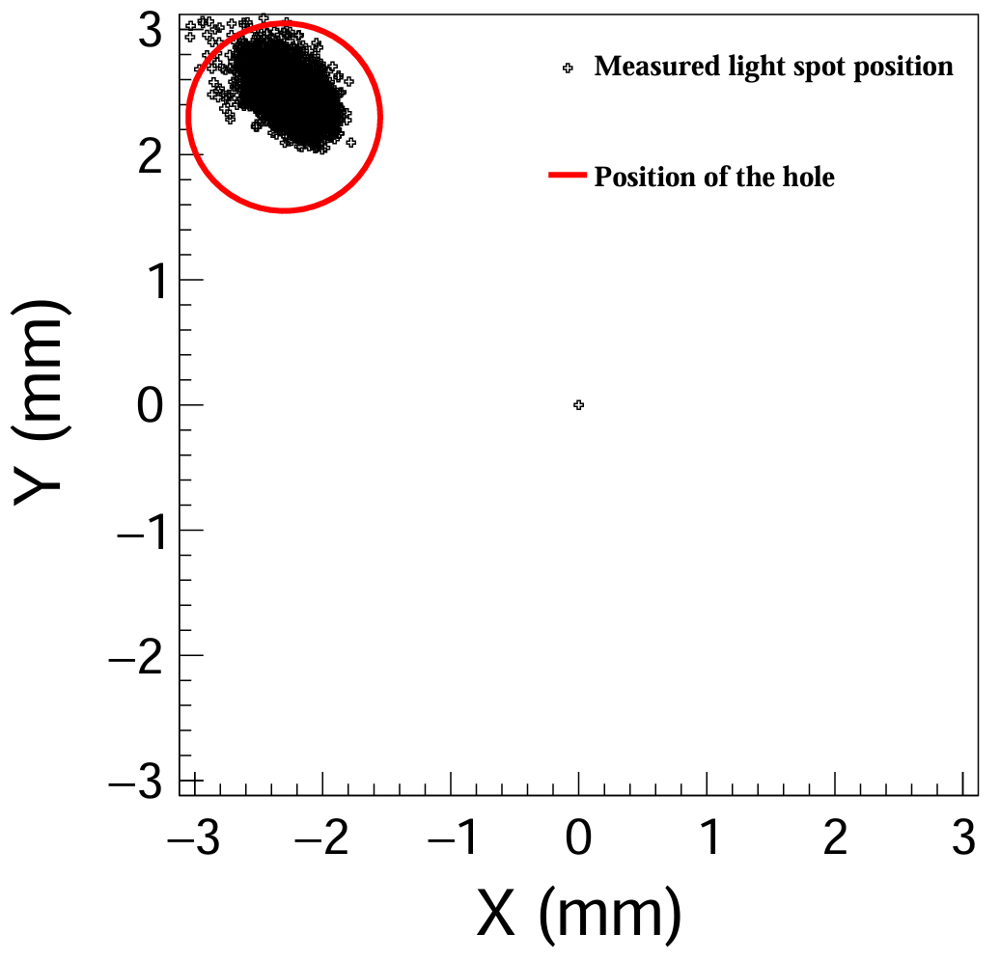 3
Measured light spot position
2
Position of the hole
1
0
−1
−2
−3
−3 −2 −1 0 1 2 3
X (mm)
Y (mm)